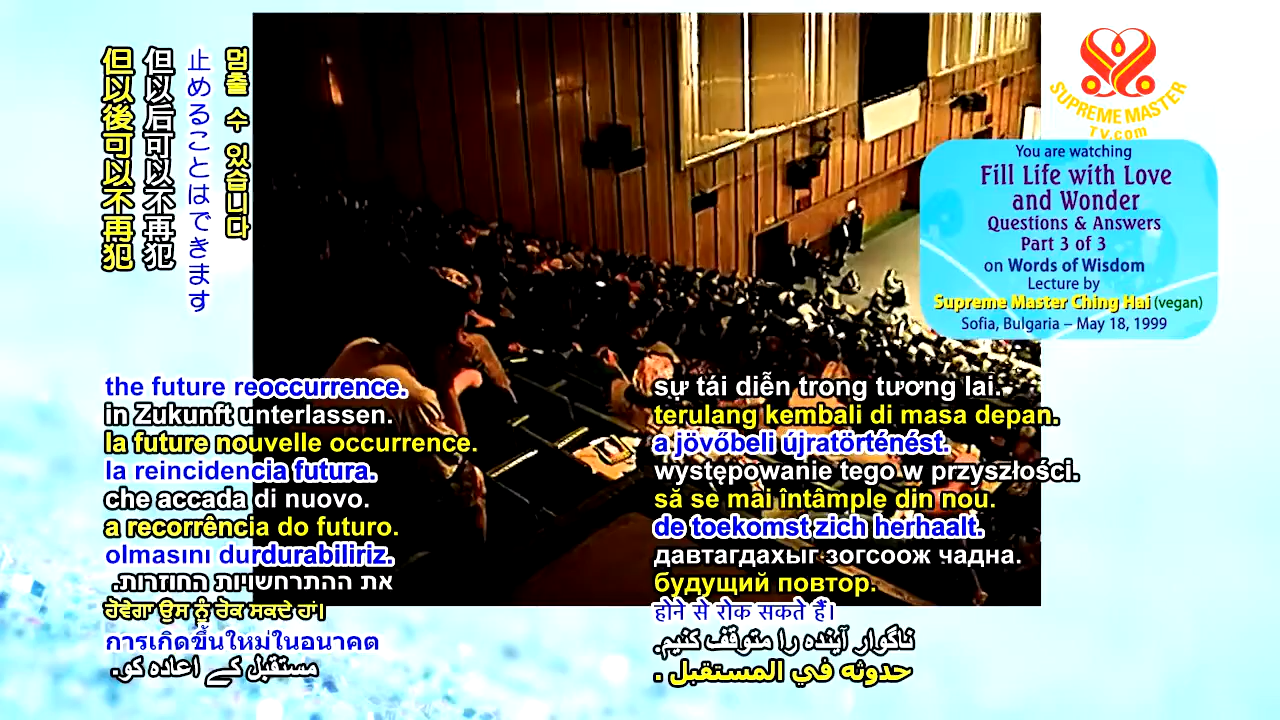 但以後可以不再犯
但以后可以不再犯
止めることはできます
멈출 수 있습니다
SUPREME MASTER
TV.com
You are watching
Fill Life with Love
and Wonder
Questions & Answers
Part 3 of 3
on Words of Wisdom
Lecture by
Supreme Master Ching Hai (vegan)
Sofia, Bulgaria – May 18, 1999
the future reoccurrence.
in Zukunft unterlassen.
la future nouvelle occurrence.
la reincidencia futura.
che accada di nuovo.
a recorrência do futuro.
olmasını durdurabiliriz.
את ההתרחשויות החוזרות.
ਹੋਵੇਗਾ ਉਸ ਨੂੰ ਰੋਕ ਸਕਦੇ ਹਾਂ।
การเกิดขึ้นใหม่ในอนาคต
مستقبل کے اعادہ کو.
sự tái diễn trong tương lai.
terulang kembali di masa depan.
a jövőbeli újratörténést.
występowanie tego w przyszłości.
să se mai întâmple din nou.
de toekomst zich herhaalt.
давтагдахыг зогсоож чадна.
будущий повтор.
होने से रोक सकते हैं।
ناگوار آینده را متوقف کنیم.
حدوثه في المستقبل .